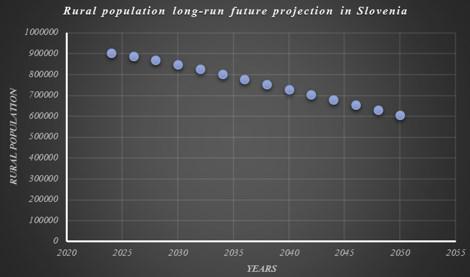 Rural population long-run future projection in Slovenia
1000000
900000
800000
700000
600000
500000
400000
300000
200000
100000
0
RURAL POPULATION
2020 2025 2030 2035 2040 2045 2050 2055
YEARS